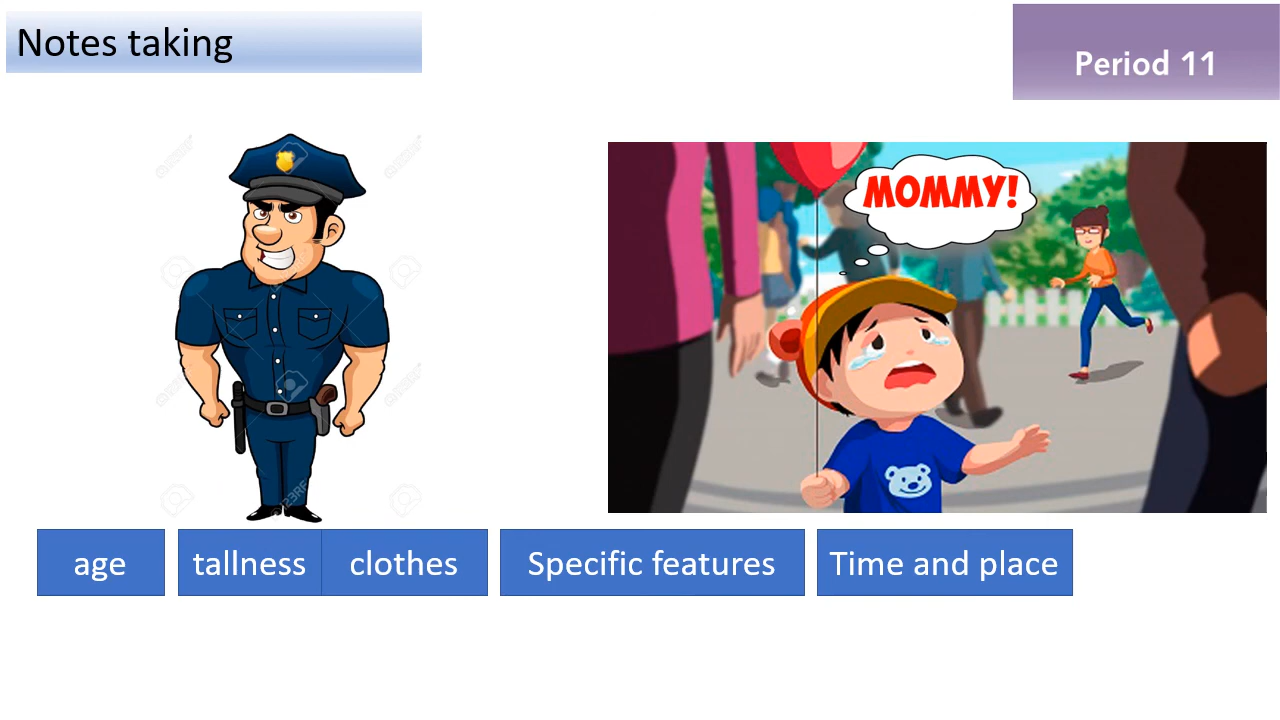 Notes taking
Period 11
MOMMY!
age
tallness
clothes
Specific features
Time and place